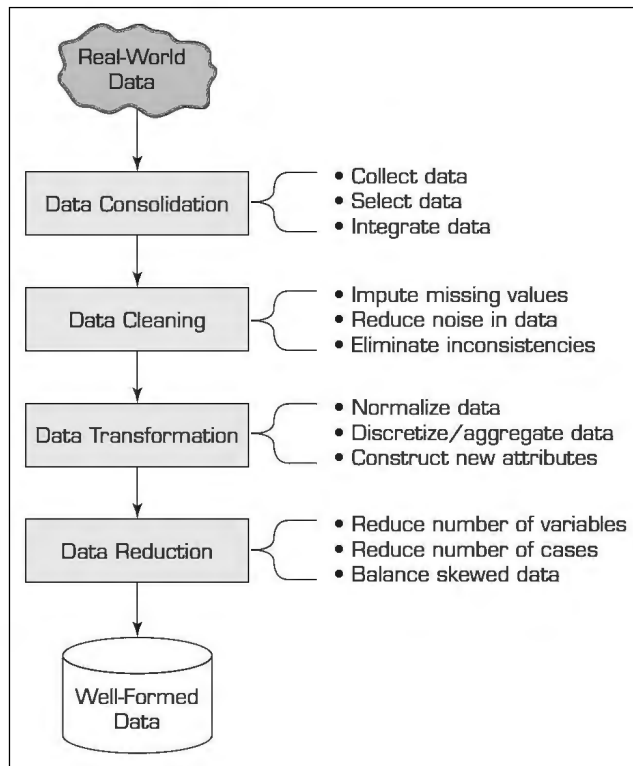 Real-World
Data
Data Consolidation
• Collect data
• Select data
• Integrate data
Data Cleaning
• Impute missing values
• Reduce noise in data
• Eliminate inconsistencies
Data Transformation
• Normalize data
• Discretize/aggregate data
• Construct new attributes
Data Reduction
• Reduce number of variables
• Reduce number of cases
• Balance skewed data
Well-Formed
Data